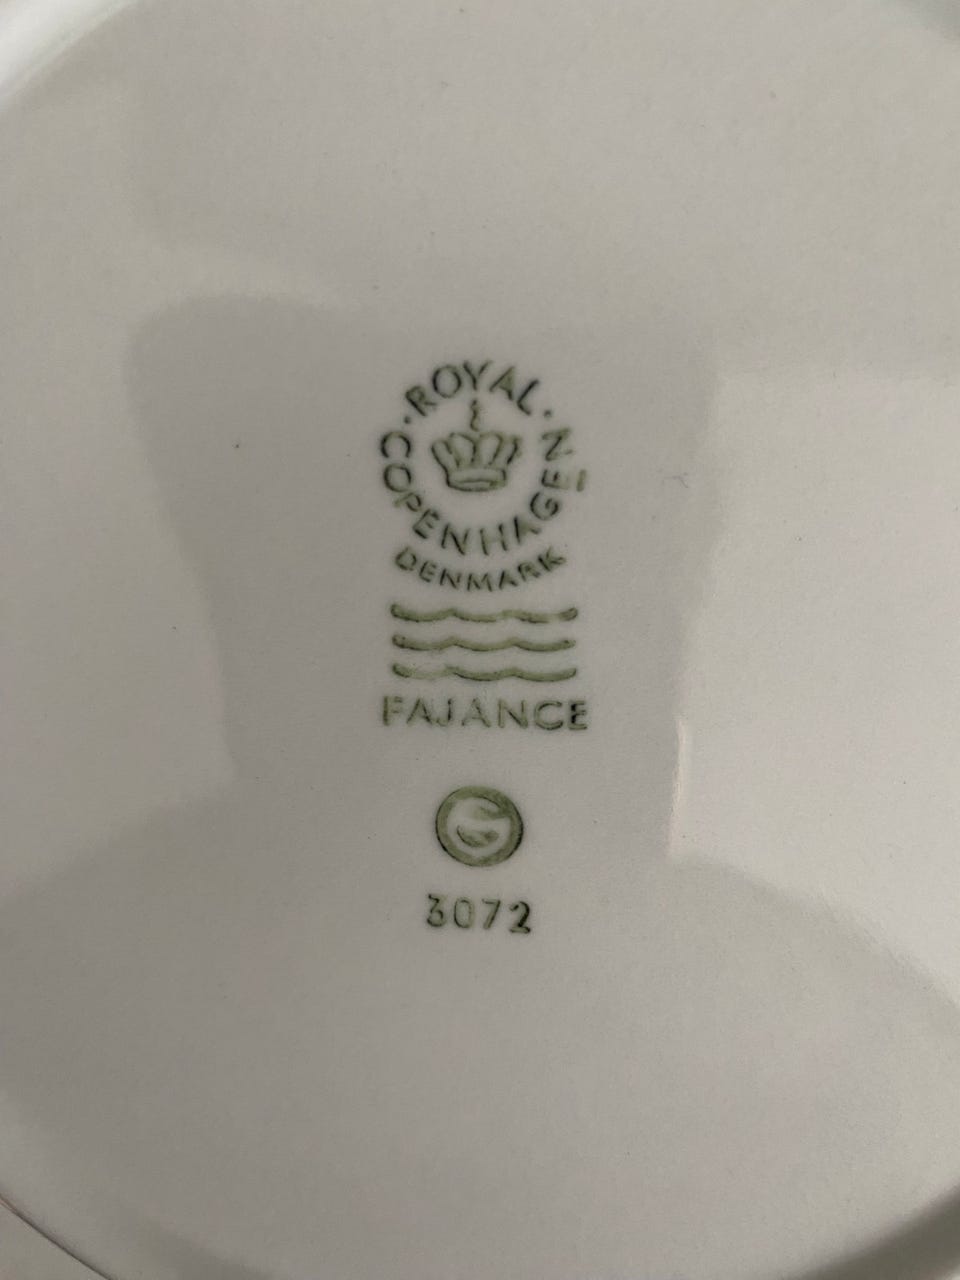 ROYAL
COPENHAGEN
DENMARK
FAJANCE
3072